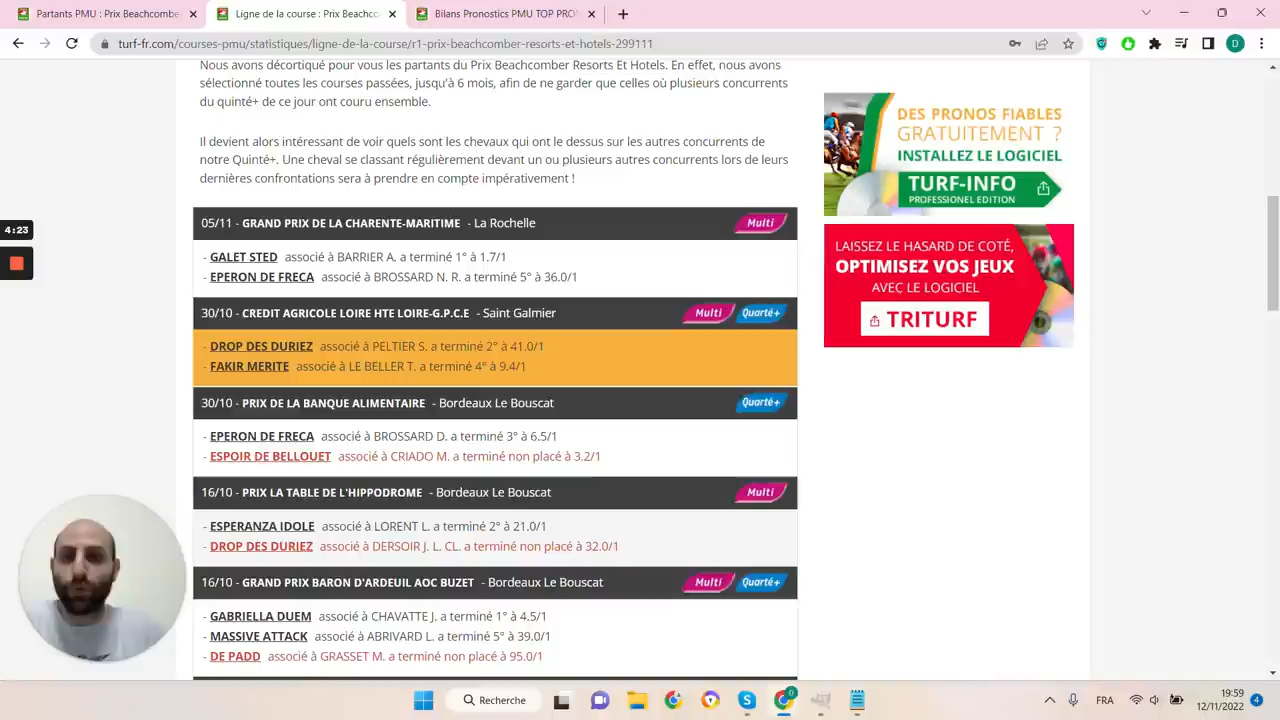 Partants PMU : Prix Beachcomb
Ligne de la course : Prix Beachco
Bilans Pronostics PMU TOP PRO
turf-fr.com/courses-pmu/statistiques/ligne-de-la-course/r1-prix-beachcomber-resorts-et-hotels-299111
D
Nous avons décortiqué pour vous les partants du Prix Beachcomber Resorts Et Hotels. En effet, nous avons
sélectionné toutes les courses passées, jusqu'à 6 mois, afin de ne garder que celles où plusieurs concurrents
du quinté+ de ce jour ont couru ensemble.
Il devient alors intéressant de voir quels sont les chevaux qui ont le dessus sur les autres concurrents de
notre Quinté+. Une cheval se classant régulièrement devant un ou plusieurs autres concurrents lors de leurs
dernières confrontations sera à prendre en compte impérativement !
05/11 - GRAND PRIX DE LA CHARENTE-MARITIME - La Rochelle Multi
- GALET STED associé à BARRIER A. a terminé 1° à 1.7/1
- EPERON DE FRECA associé à BROSSARD N. R. a terminé 5° à 36.0/1
30/10 - CREDIT AGRICOLE LOIRE HTE LOIRE-G.P.C.E - Saint Galmier Multi Quarté+
- DROP DES DURIEZ associé à PELTIER S. a terminé 2° à 41.0/1
- FAKIR MERITE associé à LE BELLER T. a terminé 4° à 9.4/1
30/10 - PRIX DE LA BANQUE ALIMENTAIRE - Bordeaux Le Bouscat Quarté+
- EPERON DE FRECA associé à BROSSARD D. a terminé 3° à 6.5/1
- ESPOIR DE BELLOUET associé à CRIADO M. a terminé non placé à 3.2/1
16/10 - PRIX LA TABLE DE L'HIPPODROME - Bordeaux Le Bouscat Multi
- ESPERANZA IDOLE associé à LORENT L. a terminé 2° à 21.0/1
- DROP DES DURIEZ associé à DERSOIR J. L. CL. a terminé non placé à 32.0/1
16/10 - GRAND PRIX BARON D'ARDEUIL AOC BUZET - Bordeaux Le Bouscat Multi Quarté+
- GABRIELLA DUEM associé à CHAVATTE J. a terminé 1° à 4.5/1
- MASSIVE ATTACK associé à ABRIVARD L. a terminé 5° à 39.0/1
- DE PADD associé à GRASSET M. a terminé non placé à 95.0/1
DES PRONOS FIABLES
GRATUITEMENT ?
INSTALLEZ LE LOGICIEL
TURF-INFO
PROFESIONEL EDITION
LAISSEZ LE HASARD DE COTÉ,
OPTIMISEZ VOS JEUX
AVEC LE LOGICIEL
TRITURF
4:23
Recherche
0
FRA
19:59
12/11/2022
4